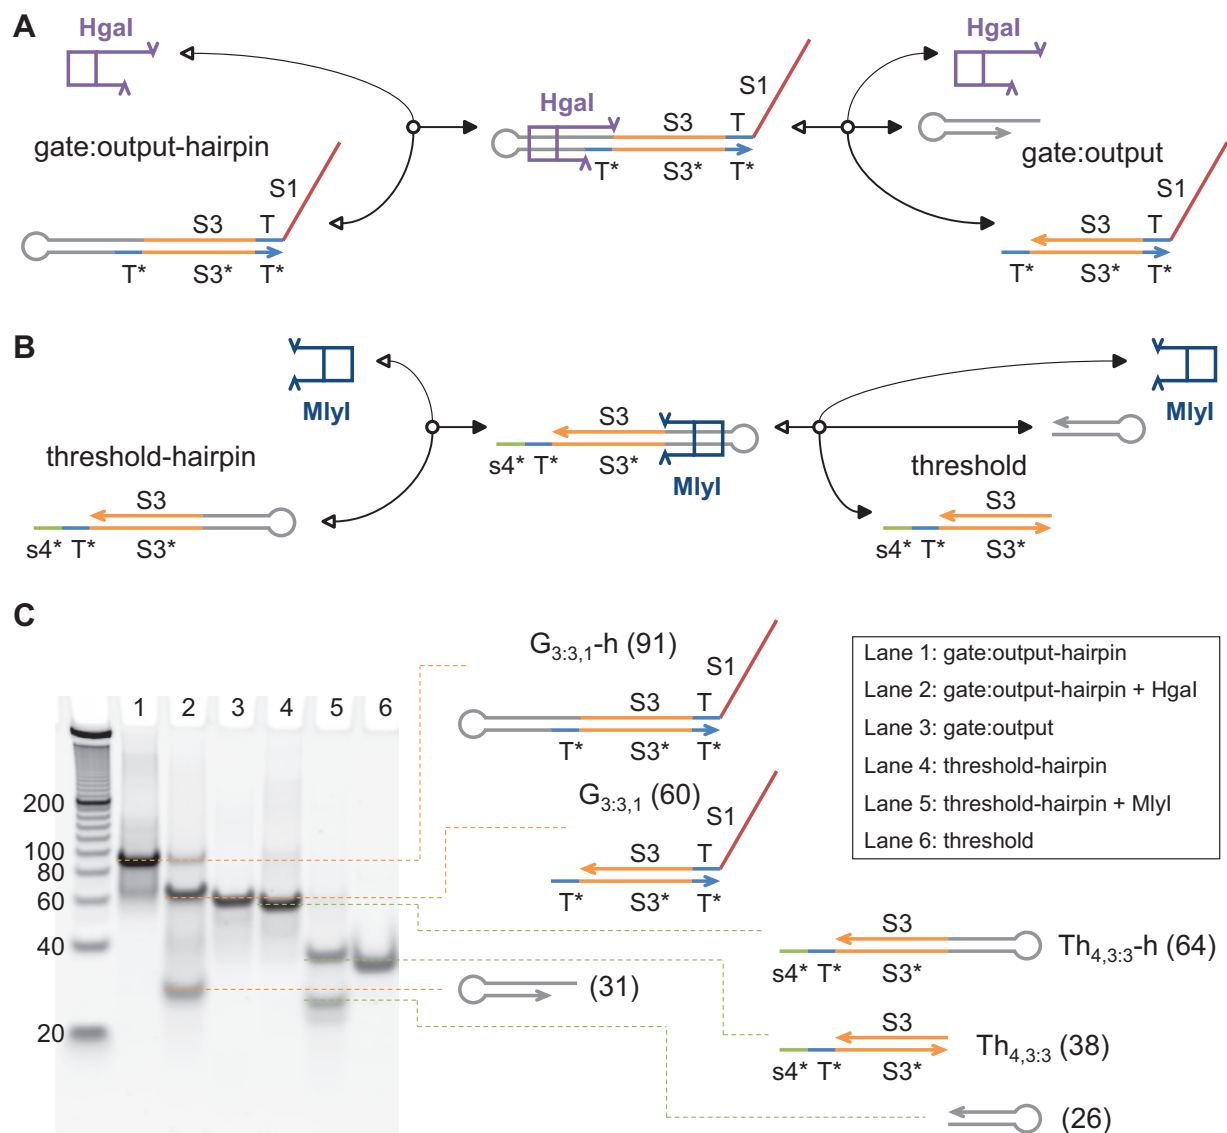 A
HgaI
gate:output-hairpin
S1
S3 T
T* S3* T*
HgaI
S1
S3 T
T* S3* T*
HgaI
gate:output
S1
S3 T
T* S3* T*
B
MlyI
threshold-hairpin
S3
s4* T* S3*
S3
s4* T* S3*
MlyI
MlyI
threshold
S3
s4* T* S3*
C
1 2 3 4 5 6
200
100
80
60
40
20
G3:3,1-h (91)
S1
S3 T
T* S3* T*
G3:3,1 (60)
S1
S3 T
T* S3* T*
(31)
Lane 1: gate:output-hairpin
Lane 2: gate:output-hairpin + HgaI
Lane 3: gate:output
Lane 4: threshold-hairpin
Lane 5: threshold-hairpin + MlyI
Lane 6: threshold
S3
s4* T* S3*
Th4,3:3-h (64)
S3
s4* T* S3*
Th4,3:3 (38)
(26)